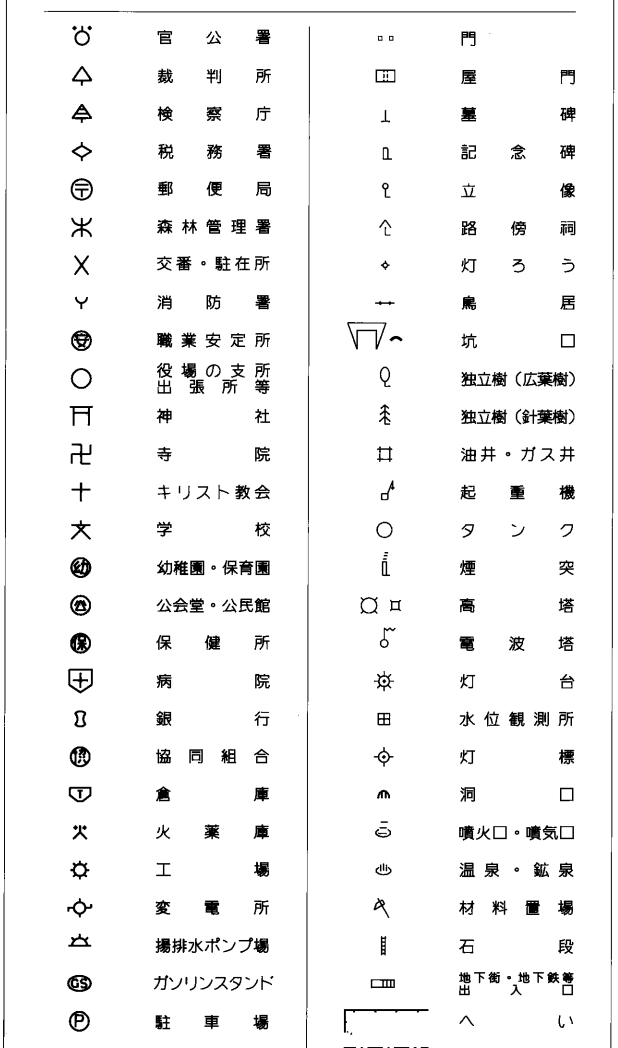 官公署
裁判所
検察庁
税務署
郵便局
森林管理署
交番・駐在所
消防署
職業安定所
役場の支所
出張所等
神社
寺院
キリスト教会
文 学校
幼 幼稚園・保育園
公会堂・公民館
保 保健所
病院
銀行
協同組合
T 倉庫
火 火薬庫
工場
変電所
揚排水ポンプ場
GS ガソリンスタンド
P 駐車場
門
屋門
墓碑
記念碑
立像
路傍祠
灯ろう
鳥居
坑口
独立樹（広葉樹）
独立樹（針葉樹）
油井・ガス井
起重機
タンク
煙突
高塔
電波塔
灯台
水位観測所
灯標
洞口
噴火口・噴気口
温泉・鉱泉
材料置場
石段
地下街・地下鉄等
出入口
へい